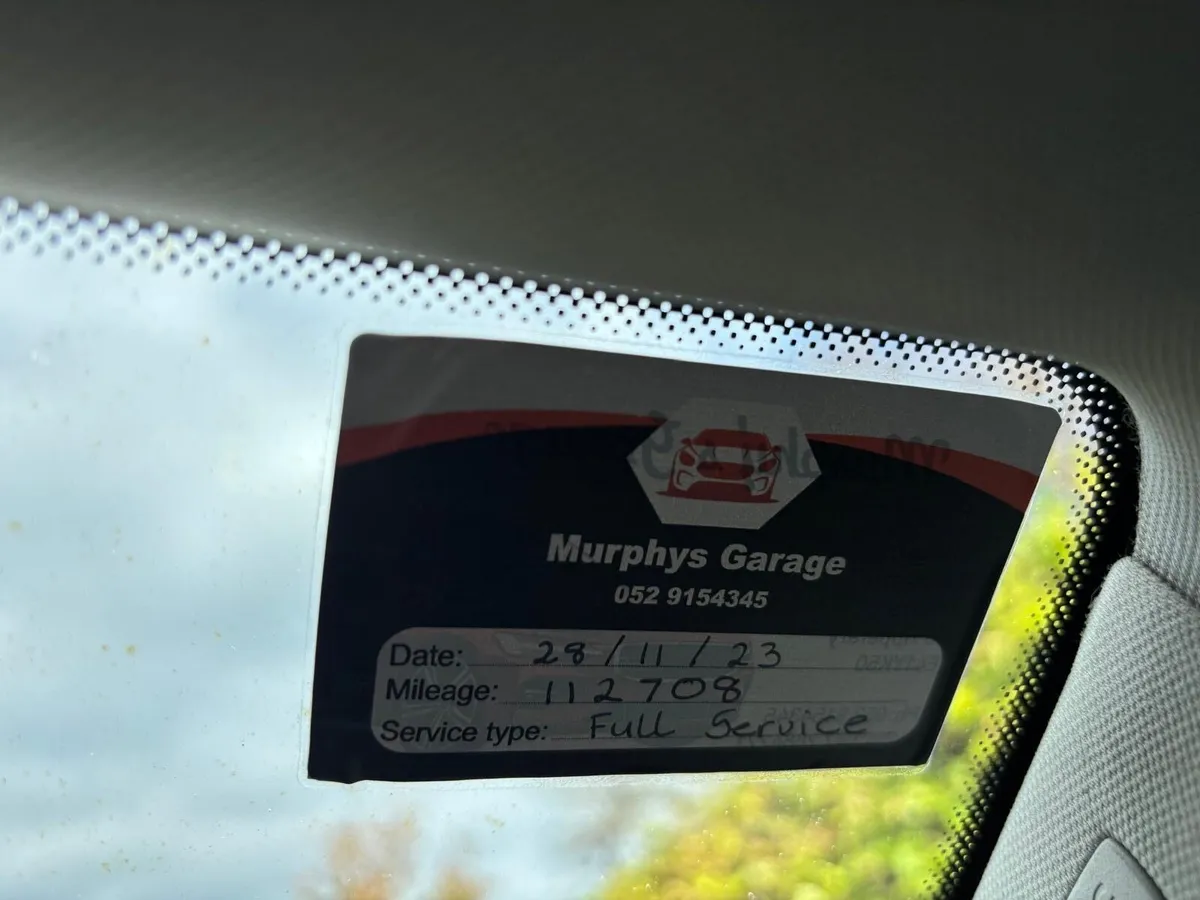 Murphys Garage
052 9154345
Date: 28/11/23
Mileage: 112708
Service type: Full Service